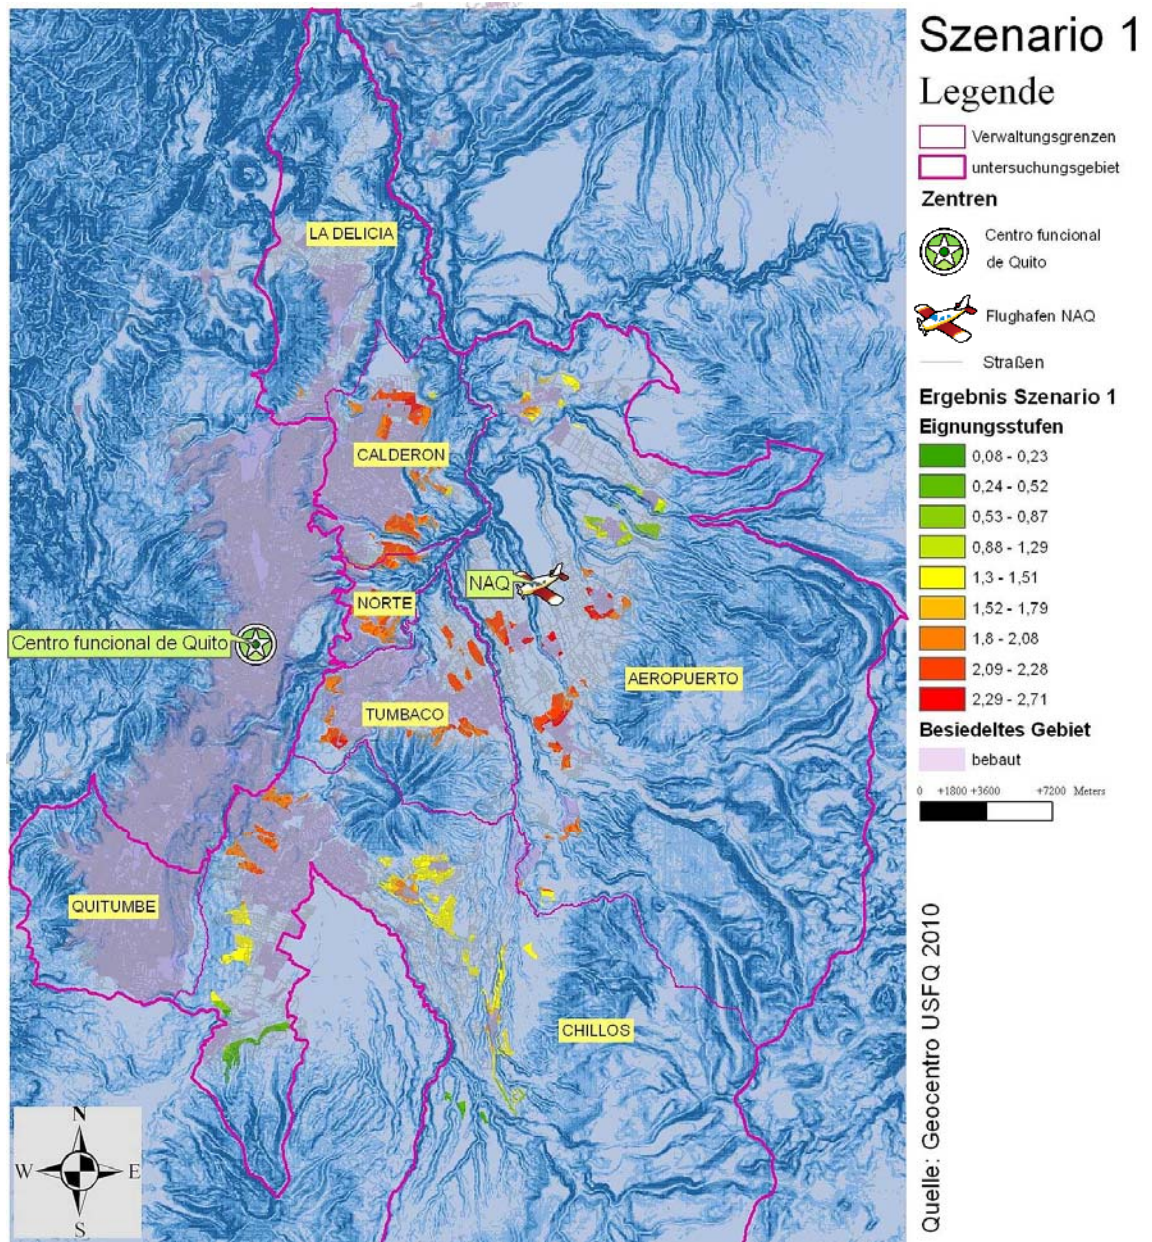 Szenario 1
Legende
Verwaltungsgrenzen
untersuchungsgebiet
Zentren
Centro funcional
de Quito
Flughafen NAQ
Straßen
Ergebnis Szenario 1
Eignungsstufen
0,08 - 0,23
0,24 - 0,52
0,53 - 0,87
0,88 - 1,29
1,3 - 1,51
1,52 - 1,79
1,8 - 2,08
2,09 - 2,28
2,29 - 2,71
Besiedeltes Gebiet
bebaut
0 +1800 +3600 +7200 Meters
Quelle: Geocentro USFQ 2010
LA DELICIA
CALDERON
NAQ
NORTE
Centro funcional de Quito
AEROPUERTO
TUMBACO
QUITUMBE
CHILLOS
N
W E
S